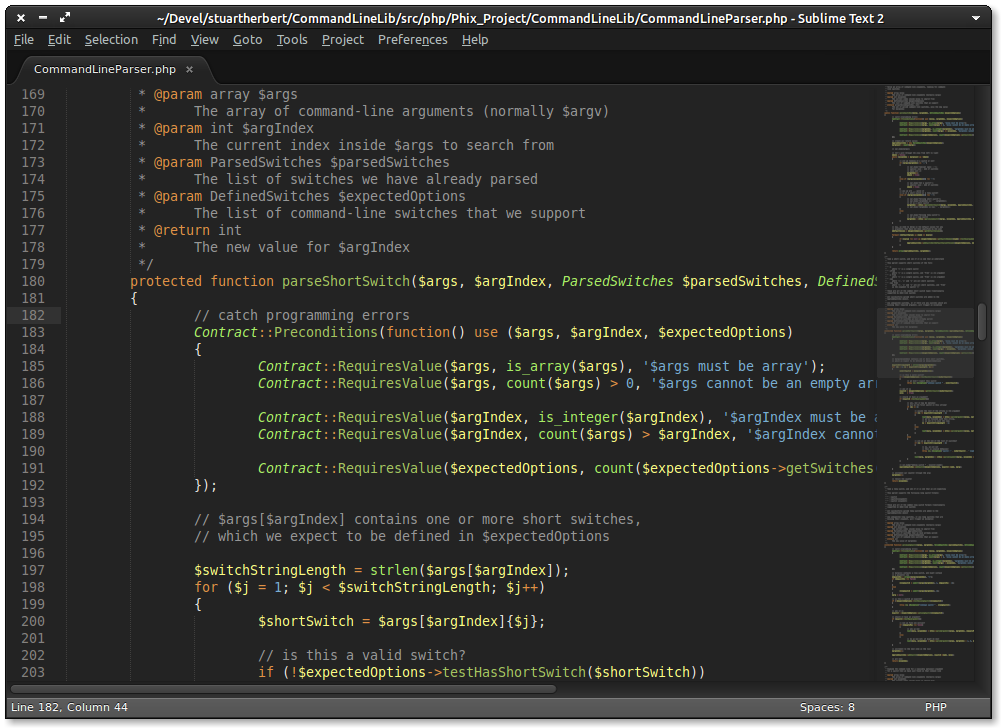 ~/Devel/stuartherbert/CommandLineLib/src/php/Phix_Project/CommandLineLib/CommandLineParser.php - Sublime Text 2
File Edit Selection Find View Goto Tools Project Preferences Help
CommandLineParser.php ×
169 * @param array $args
170 * The array of command-line arguments (normally $argv)
171 * @param int $argIndex
172 * The current index inside $args to search from
173 * @param ParsedSwitches $parsedSwitches
174 * The list of switches we have already parsed
175 * @param DefinedSwitches $expectedOptions
176 * The list of command-line switches that we support
177 * @return int
178 * The new value for $argIndex
179 */
180 protected function parseShortSwitch($args, $argIndex, ParsedSwitches $parsedSwitches, DefinedS
181 {
182 // catch programming errors
183 Contract::Preconditions(function() use ($args, $argIndex, $expectedOptions)
184 {
185 Contract::RequiresValue($args, is_array($args), '$args must be array');
186 Contract::RequiresValue($args, count($args) > 0, '$args cannot be an empty arr
187
188 Contract::RequiresValue($argIndex, is_integer($argIndex), '$argIndex must be a
189 Contract::RequiresValue($argIndex, count($args) > $argIndex, '$argIndex cannot
190
191 Contract::RequiresValue($expectedOptions, count($expectedOptions->getSwitches(
192 });
193
194 // $args[$argIndex] contains one or more short switches,
195 // which we expect to be defined in $expectedOptions
196
197 $switchStringLength = strlen($args[$argIndex]);
198 for ($j = 1; $j < $switchStringLength; $j++)
199 {
200 $shortSwitch = $args[$argIndex]{$j};
201
202 // is this a valid switch?
203 if (!$expectedOptions->testHasShortSwitch($shortSwitch))
Line 182, Column 44 Spaces: 8 PHP